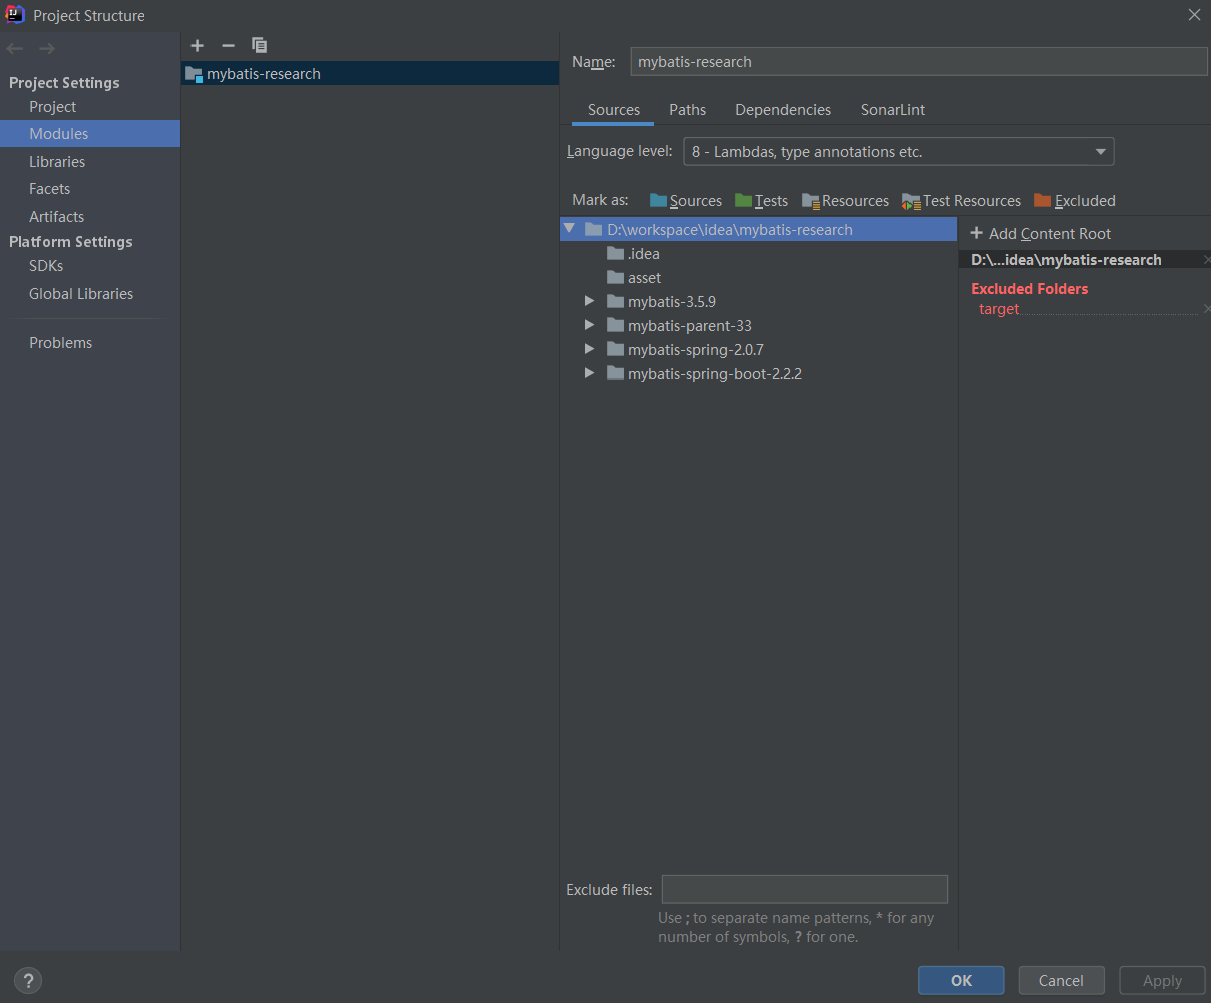 Project Structure
Project Settings
Project
Modules
Libraries
Facets
Artifacts
Platform Settings
SDKs
Global Libraries
Problems
mybatis-research
Name: mybatis-research
Sources Paths Dependencies SonarLint
Language level: 8 - Lambdas, type annotations etc.
Mark as: Sources Tests Resources Test Resources Excluded
D:\workspace\idea\mybatis-research
.idea
asset
mybatis-3.5.9
mybatis-parent-33
mybatis-spring-2.0.7
mybatis-spring-boot-2.2.2
Add Content Root
D:\...idea\mybatis-research
Excluded Folders
target
Exclude files:
Use ; to separate name patterns, * for any
number of symbols, ? for one.
?
OK Cancel Apply